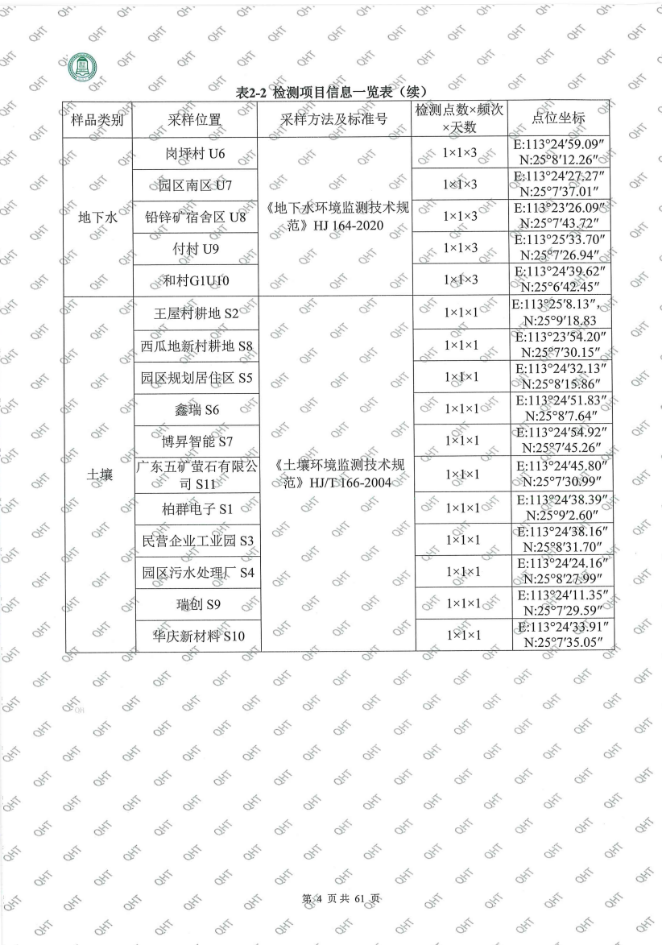 表2-2 检测项目信息一览表（续）
样品类别 采样位置 采样方法及标准号 检测点数×频次×天数 点位坐标
地下水 岗坪村 U6 《地下水环境监测技术规范》HJ 164-2020 1×1×3 E:113°24′59.09″ N:25°8′12.26″
园区南区 U7 1×1×3 E:113°24′27.27″ N:25°7′37.01″
铅锌矿宿舍区 U8 1×1×3 E:113°23′26.09″ N:25°7′43.72″
付村 U9 1×1×3 E:113°25′33.70″ N:25°7′26.94″
和村G1U10 1×1×3 E:113°24′39.62″ N:25°6′42.45″
土壤 王屋村耕地 S2 《土壤环境监测技术规范》HJ/T 166-2004 1×1×1 E:113°25′8.13″, N:25°9′18.83
西瓜地新村耕地 S8 1×1×1 E:113°23′54.20″ N:25°7′30.15″
园区规划居住区 S5 1×1×1 E:113°24′32.13″ N:25°8′15.86″
鑫瑞 S6 1×1×1 E:113°24′51.83″ N:25°8′7.64″
博昇智能 S7 1×1×1 E:113°24′54.92″ N:25°7′45.26″
广东五矿萤石有限公司 S11 1×1×1 E:113°24′45.80″ N:25°7′30.99″
柏群电子 S1 1×1×1 E:113°24′38.39″ N:25°9′2.60″
民营企业工业园 S3 1×1×1 E:113°24′38.16″ N:25°8′31.70″
园区污水处理厂 S4 1×1×1 E:113°24′24.16″ N:25°8′27.99″
瑞创 S9 1×1×1 E:113°24′11.35″ N:25°7′29.59″
华庆新材料 S10 1×1×1 E:113°24′33.91″ N:25°7′35.05″
第 4 页 共 61 页
QHT